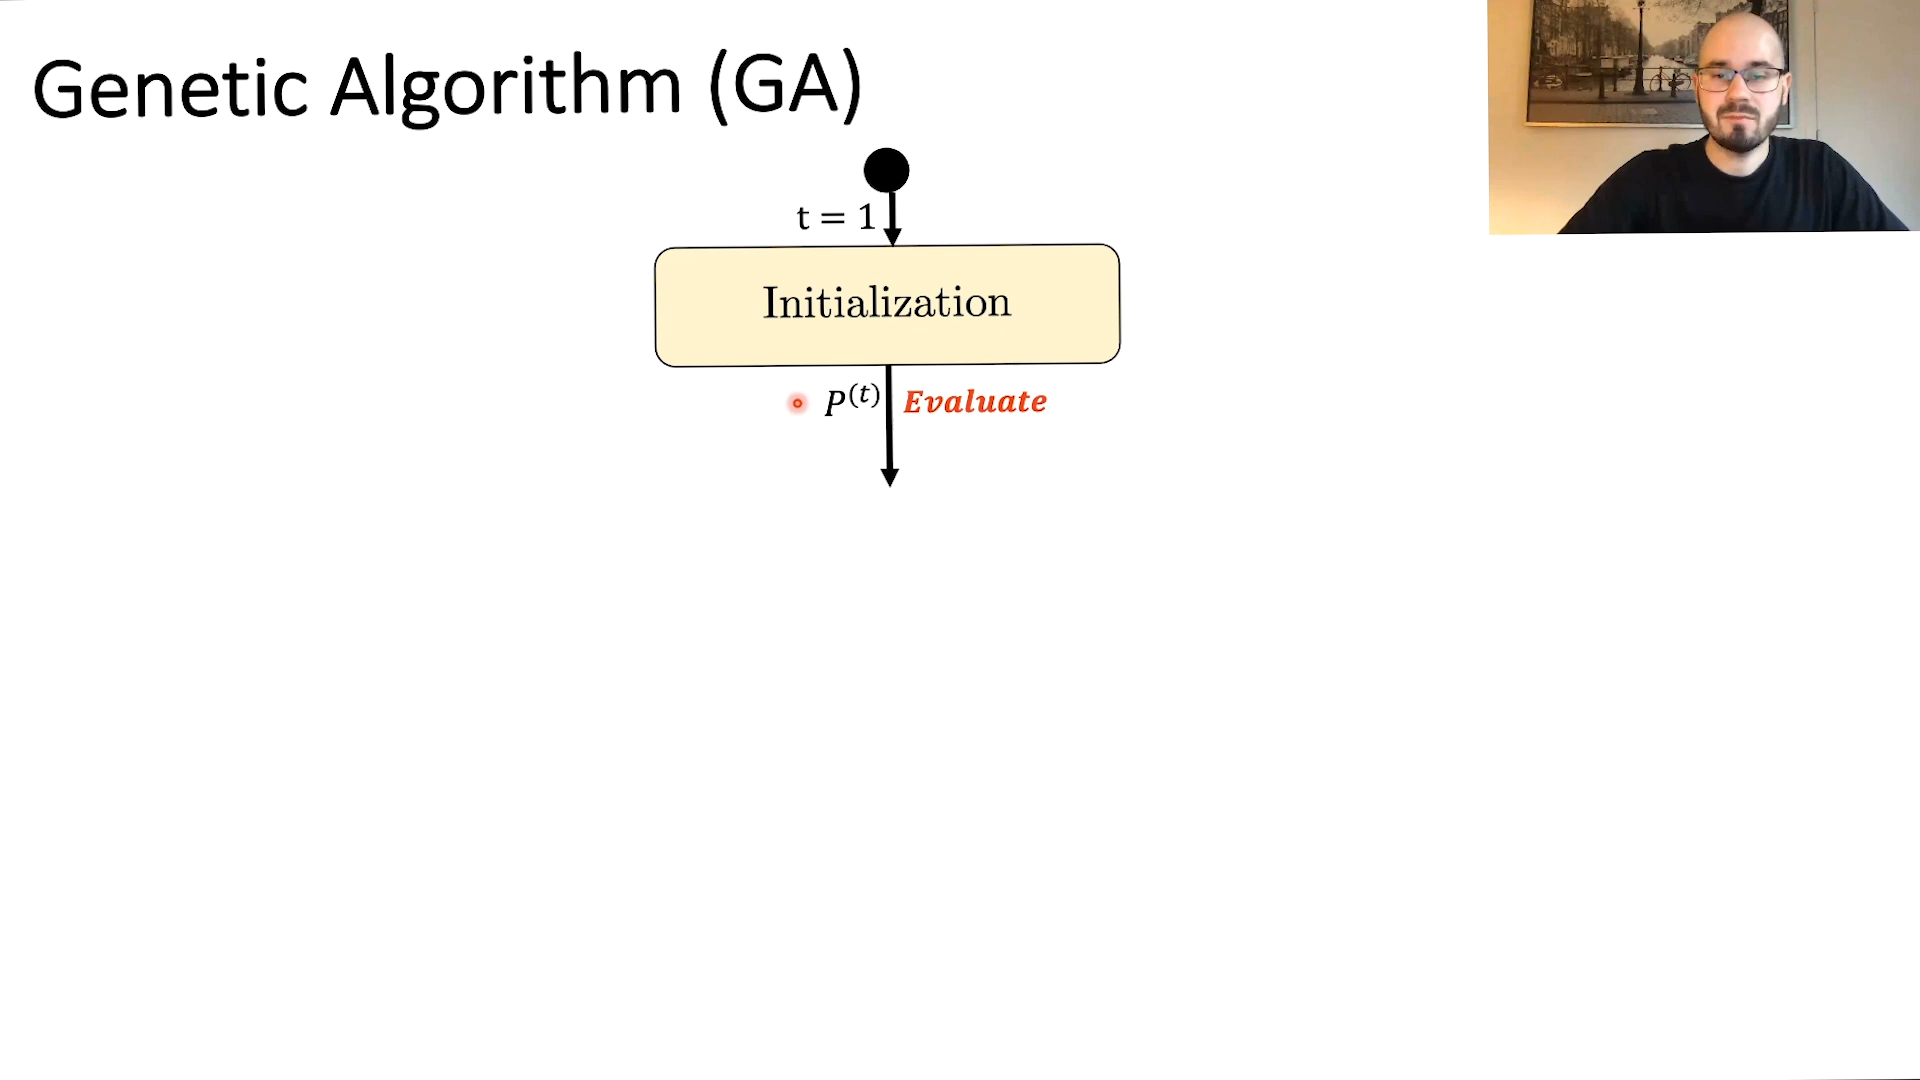 Genetic Algorithm (GA)
t = 1
Initialization
P^(t) Evaluate